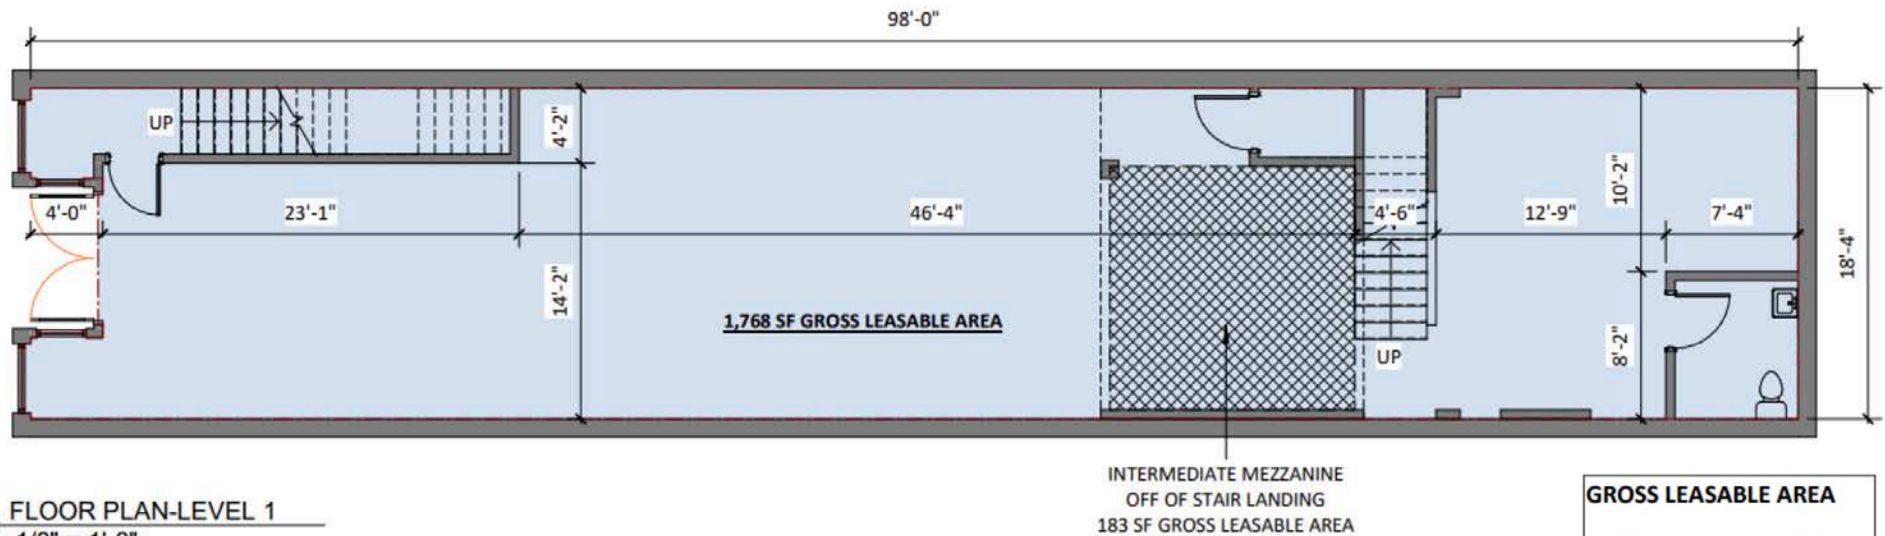 98'-0"
UP
4'-2"
4'-0"
23'-1"
46'-4"
4'-6"
12'-9"
10'-2"
7'-4"
18'-4"
14'-2"
1,768 SF GROSS LEASABLE AREA
UP
8'-2"
INTERMEDIATE MEZZANINE
OFF OF STAIR LANDING
183 SF GROSS LEASABLE AREA
GROSS LEASABLE AREA
FLOOR PLAN-LEVEL 1